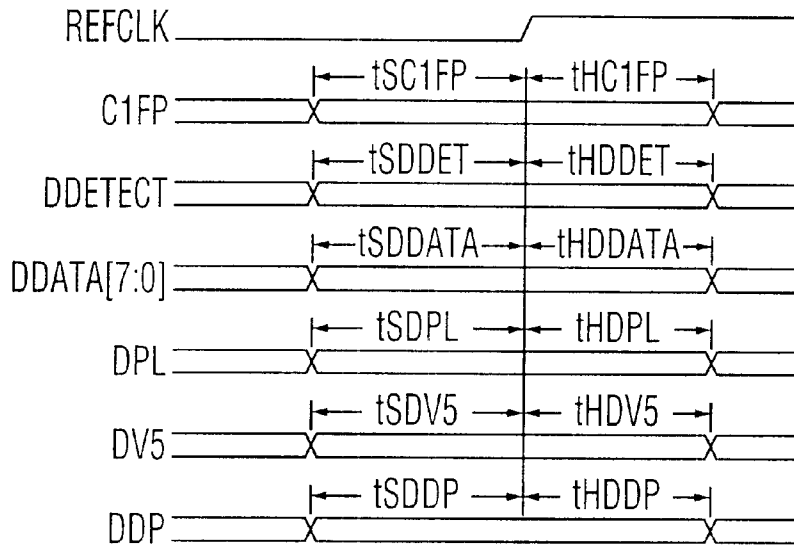 REFCLK
tSC1FP tHC1FP
C1FP
tSDDET tHDDET
DDETECT
tSDDATA tHDDATA
DDATA[7:0]
tSDPL tHDPL
DPL
tSDV5 tHDV5
DV5
tSDDP tHDDP
DDP